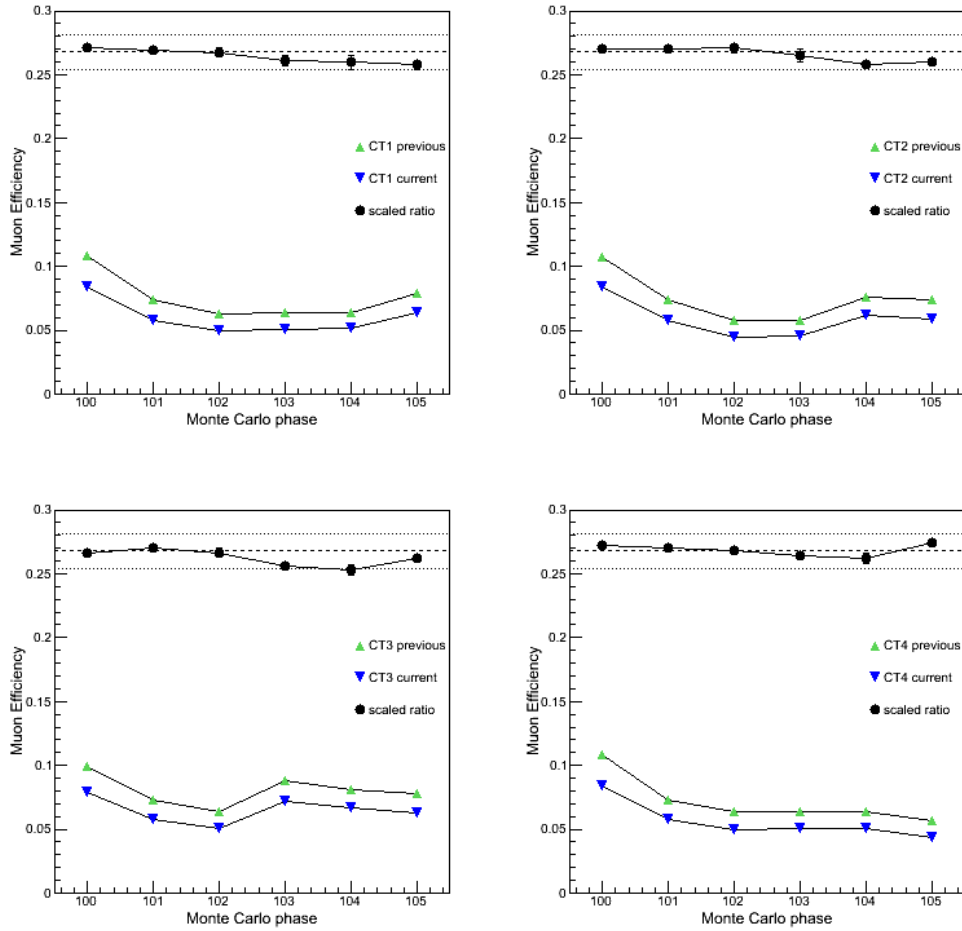 0.3
0.25
0.2
0.15
0.1
0.05
0
Muon Efficiency
CT1 previous
CT1 current
scaled ratio
100 101 102 103 104 105
Monte Carlo phase
0.3
0.25
0.2
0.15
0.1
0.05
0
Muon Efficiency
CT2 previous
CT2 current
scaled ratio
100 101 102 103 104 105
Monte Carlo phase
0.3
0.25
0.2
0.15
0.1
0.05
0
Muon Efficiency
CT3 previous
CT3 current
scaled ratio
100 101 102 103 104 105
Monte Carlo phase
0.3
0.25
0.2
0.15
0.1
0.05
0
Muon Efficiency
CT4 previous
CT4 current
scaled ratio
100 101 102 103 104 105
Monte Carlo phase